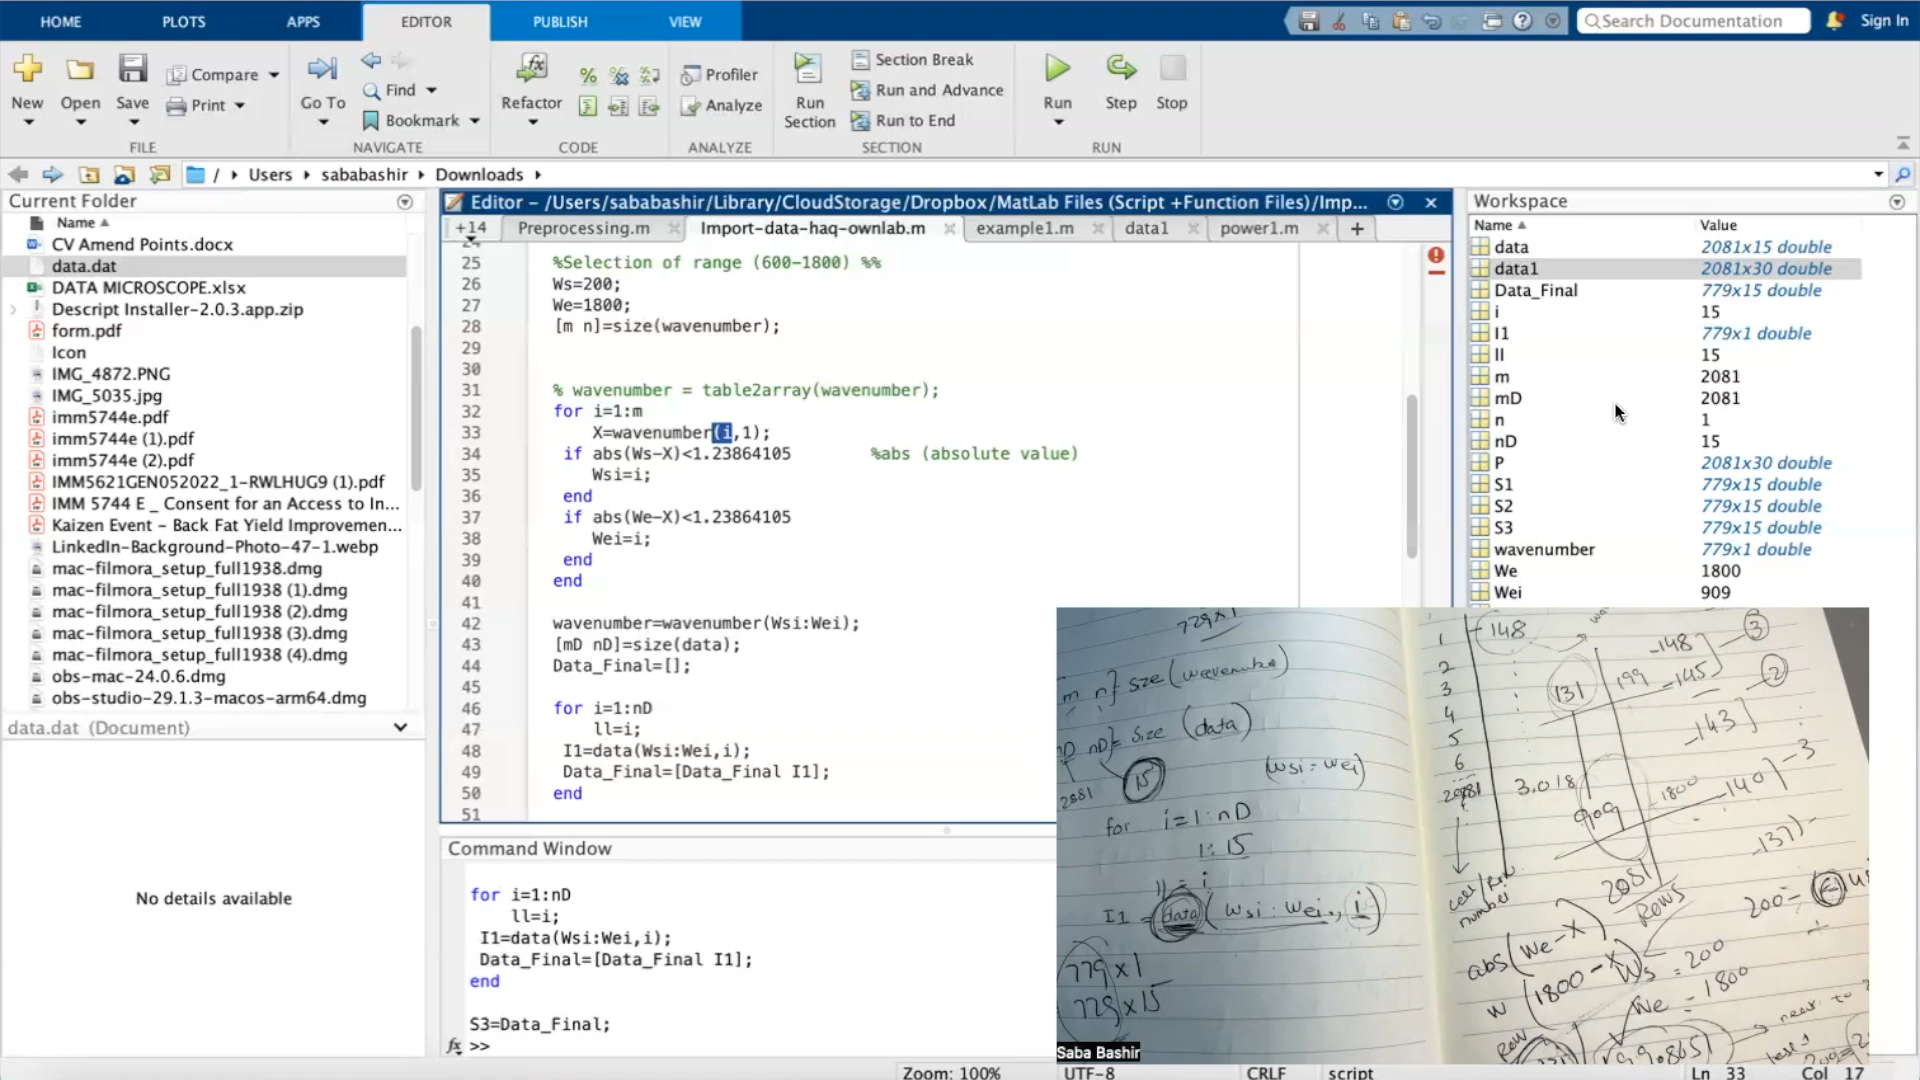 HOME PLOTS APPS EDITOR PUBLISH VIEW Search Documentation Sign In
New Open Save Compare Print
FILE
Go To Find Bookmark
NAVIGATE
Refactor
CODE
Profiler Analyze
ANALYZE
Run Section Section Break Run and Advance Run to End
SECTION
Run Step Stop
RUN
/ Users sababashir Downloads
Current Folder
Name
CV Amend Points.docx
data.dat
DATA MICROSCOPE.xlsx
Descript Installer-2.0.3.app.zip
form.pdf
Icon
IMG_4872.PNG
IMG_5035.jpg
imm5744e.pdf
imm5744e (1).pdf
imm5744e (2).pdf
IMM5621GEN052022_1-RWLHUG9 (1).pdf
IMM 5744 E _ Consent for an Access to In...
Kaizen Event - Back Fat Yield Improvemen...
LinkedIn-Background-Photo-47-1.webp
mac-filmora_setup_full1938.dmg
mac-filmora_setup_full1938 (1).dmg
mac-filmora_setup_full1938 (2).dmg
mac-filmora_setup_full1938 (3).dmg
mac-filmora_setup_full1938 (4).dmg
obs-mac-24.0.6.dmg
obs-studio-29.1.3-macos-arm64.dmg
data.dat (Document)
No details available
Editor - /Users/sababashir/Library/CloudStorage/Dropbox/MatLab Files (Script +Function Files)/Imp...
+14 Preprocessing.m Import-data-haq-ownlab.m example1.m data1 power1.m +
25 %Selection of range (600-1800) %%
26 Ws=200;
27 We=1800;
28 [m n]=size(wavenumber);
29
30
31 % wavenumber = table2array(wavenumber);
32 for i=1:m
33 X=wavenumber(i,1);
34 if abs(Ws-X)<1.23864105 %abs (absolute value)
35 Wsi=i;
36 end
37 if abs(We-X)<1.23864105
38 Wei=i;
39 end
40 end
41
42 wavenumber=wavenumber(Wsi:Wei);
43 [mD nD]=size(data);
44 Data_Final=[];
45
46 for i=1:nD
47 ll=i;
48 I1=data(Wsi:Wei,i);
49 Data_Final=[Data_Final I1];
50 end
51
Command Window
for i=1:nD
ll=i;
I1=data(Wsi:Wei,i);
Data_Final=[Data_Final I1];
end
S3=Data_Final;
fx >>
Workspace
Name Value
data 2081x15 double
data1 2081x30 double
Data_Final 779x15 double
i 15
I1 779x1 double
ll 15
m 2081
mD 2081
n 1
nD 15
P 2081x30 double
S1 779x15 double
S2 779x15 double
S3 779x15 double
wavenumber 779x1 double
We 1800
Wei 909
779x1
m n] = size (wavenumbe)
D nD] = size (data)
2081 15 (wsi : wei)
for i=1:nD
1:15
ll = i
I1 = data (wsi : wei, i)
779 x 1
779 x 15
1 -148
2
3
4
5
6
2081
131 199
-148 3
-145 2
-143
3.018
909
-1800
-140] -3
-137)
2081
Rows
number
abs (We-X)
(1800-X)
Ws = 200
We = 1800
Row
Saba Bashir
Zoom: 100% UTF-8 CRLF script Ln 33 Col 17